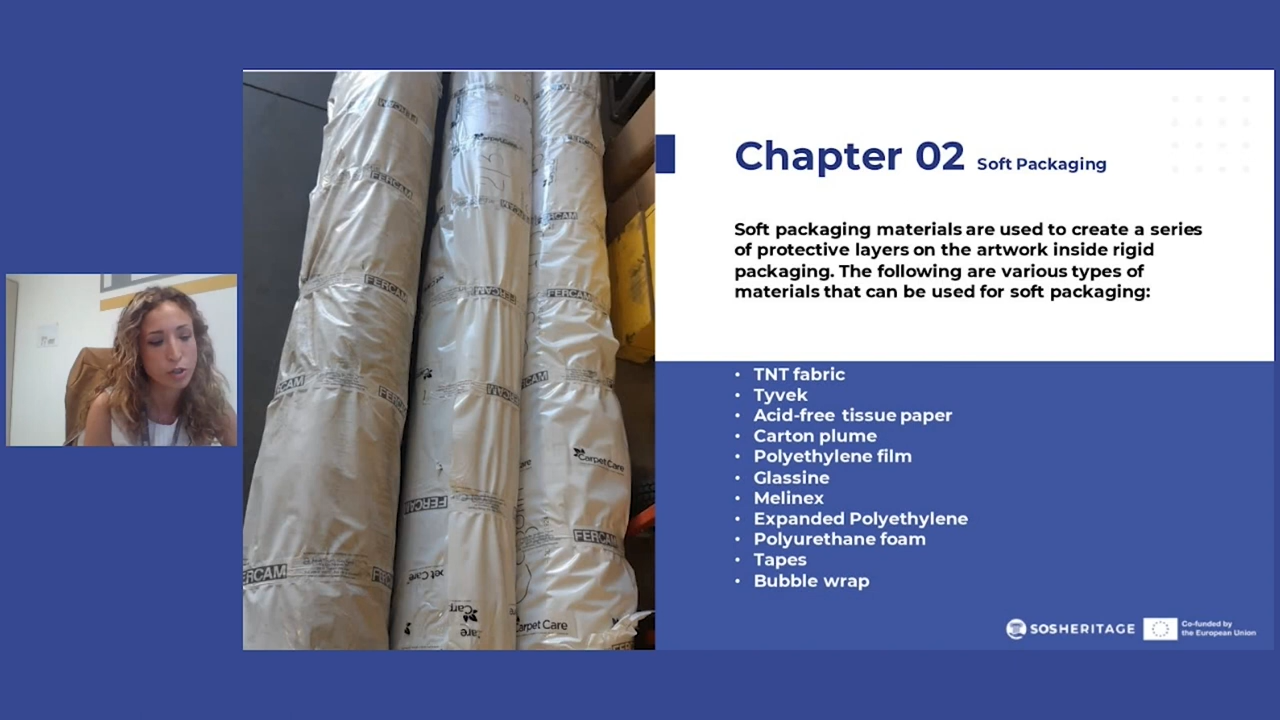 Chapter 02 Soft Packaging
Soft packaging materials are used to create a series
of protective layers on the artwork inside rigid
packaging. The following are various types of
materials that can be used for soft packaging:
• TNT fabric
• Tyvek
• Acid-free tissue paper
• Carton plume
• Polyethylene film
• Glassine
• Melinex
• Expanded Polyethylene
• Polyurethane foam
• Tapes
• Bubble wrap
SOSHERITAGE
Co-funded by
the European Union
FERCAM
FERCAM
FERCAM
FERCAM
FERCAM
FERCAM
CarpetCare
FERCAM
Carpet Care